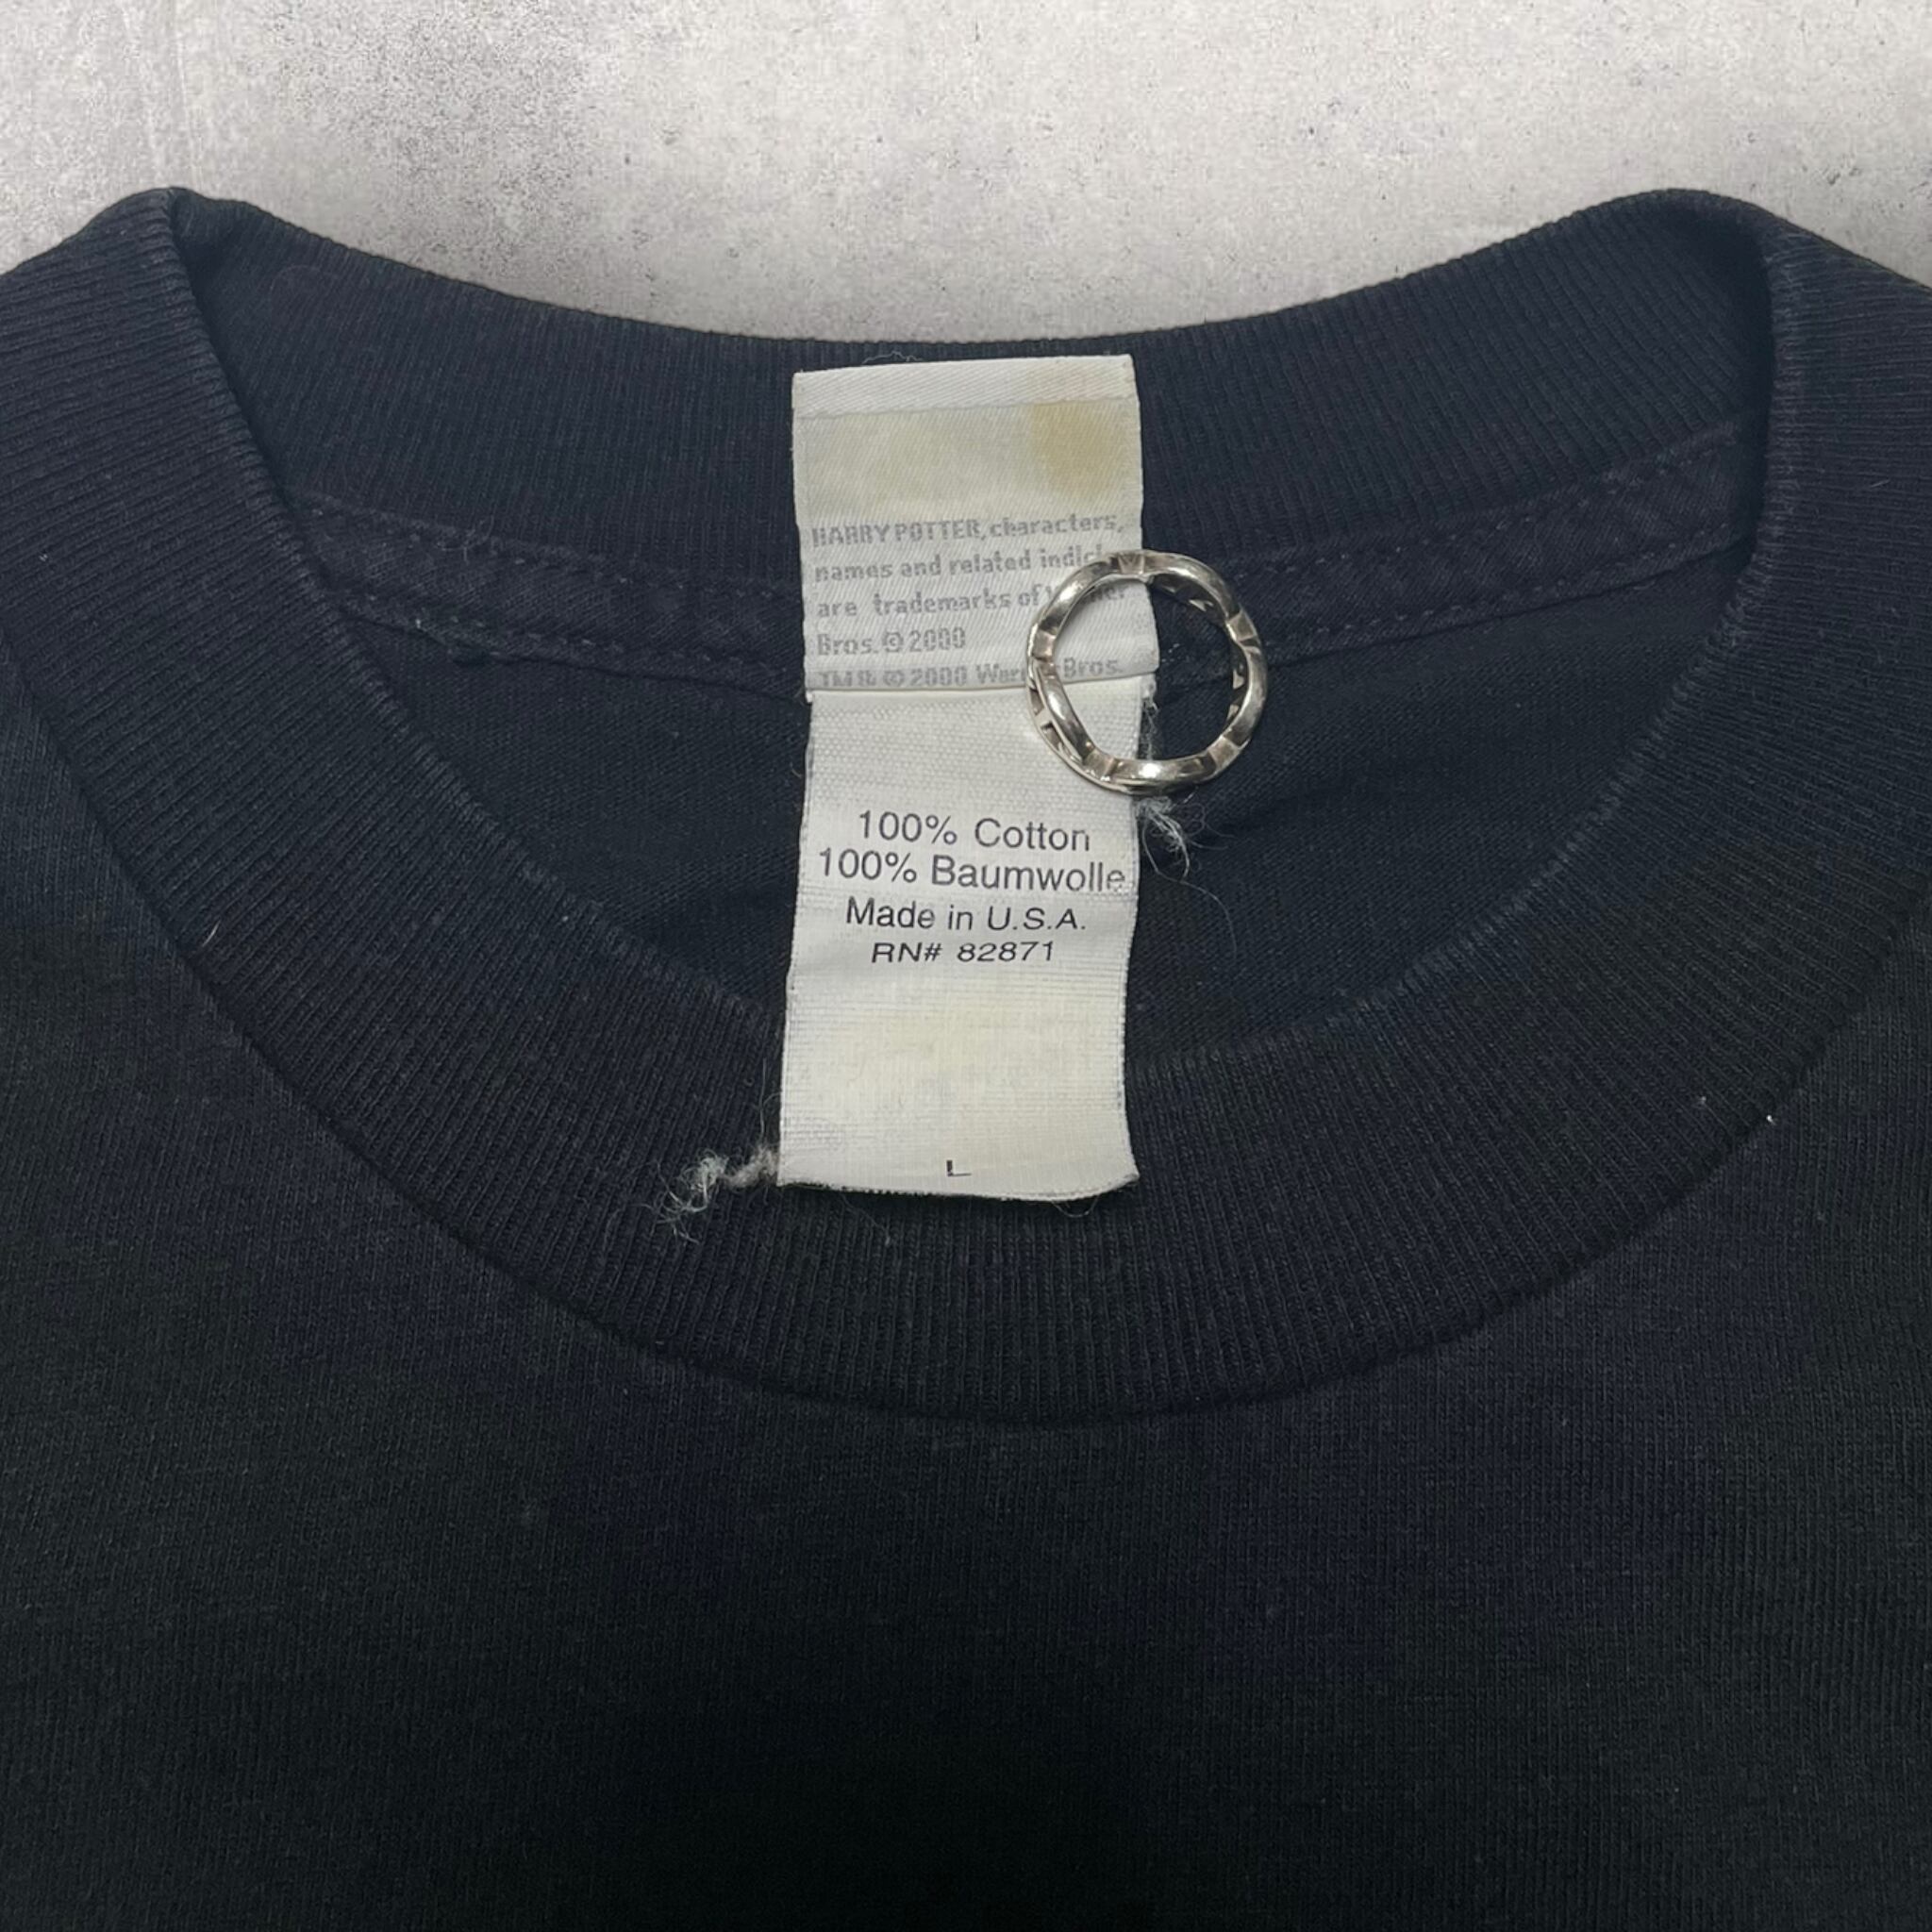 HARRY POTTER, characters,
names and related indici
are trademarks of
Bros. © 2000
TM & © 2000 Bros.
100% Cotton
100% Baumwolle
Made in U.S.A.
RN# 82871
L